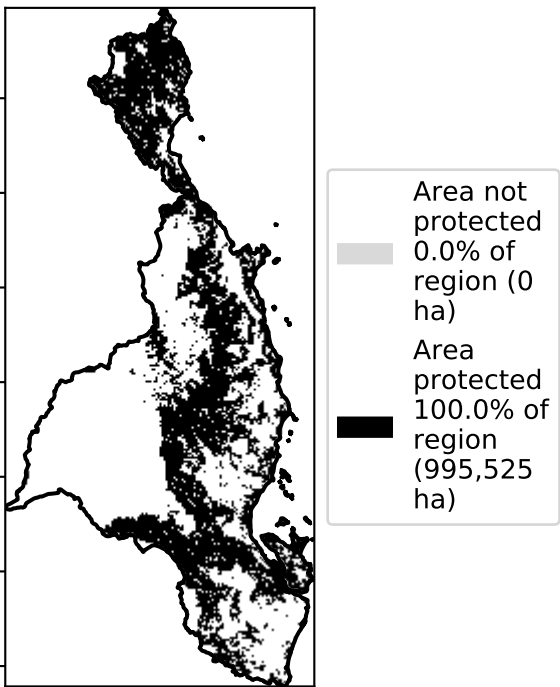 Area not
protected
0.0% of
region (0
ha)
Area
protected
100.0% of
region
(995,525
ha)